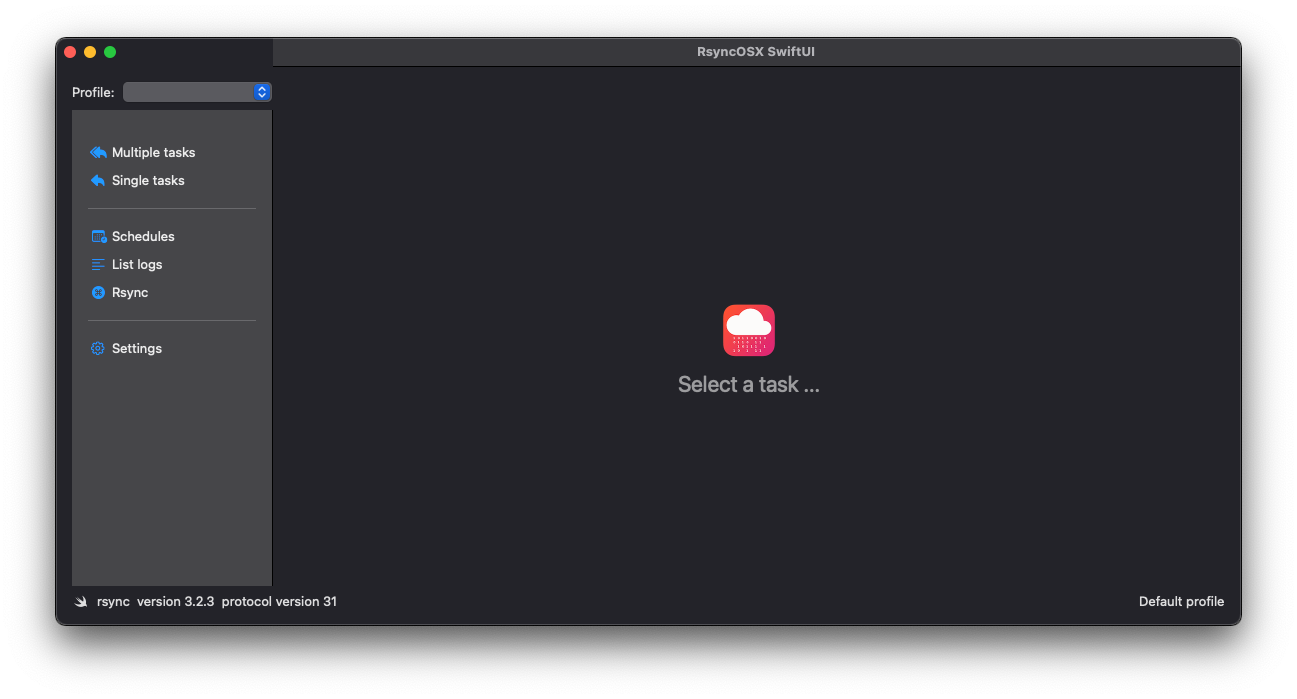 RsyncOSX SwiftUI
Profile:
Multiple tasks
Single tasks
Schedules
List logs
Rsync
Settings
Select a task ...
rsync  version 3.2.3  protocol version 31
Default profile